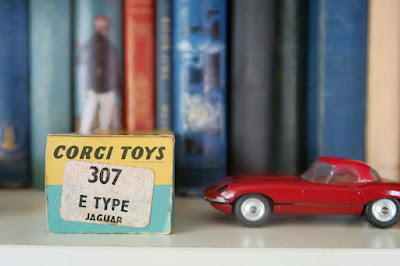 CORGI TOYS
307
E TYPE
JAGUAR